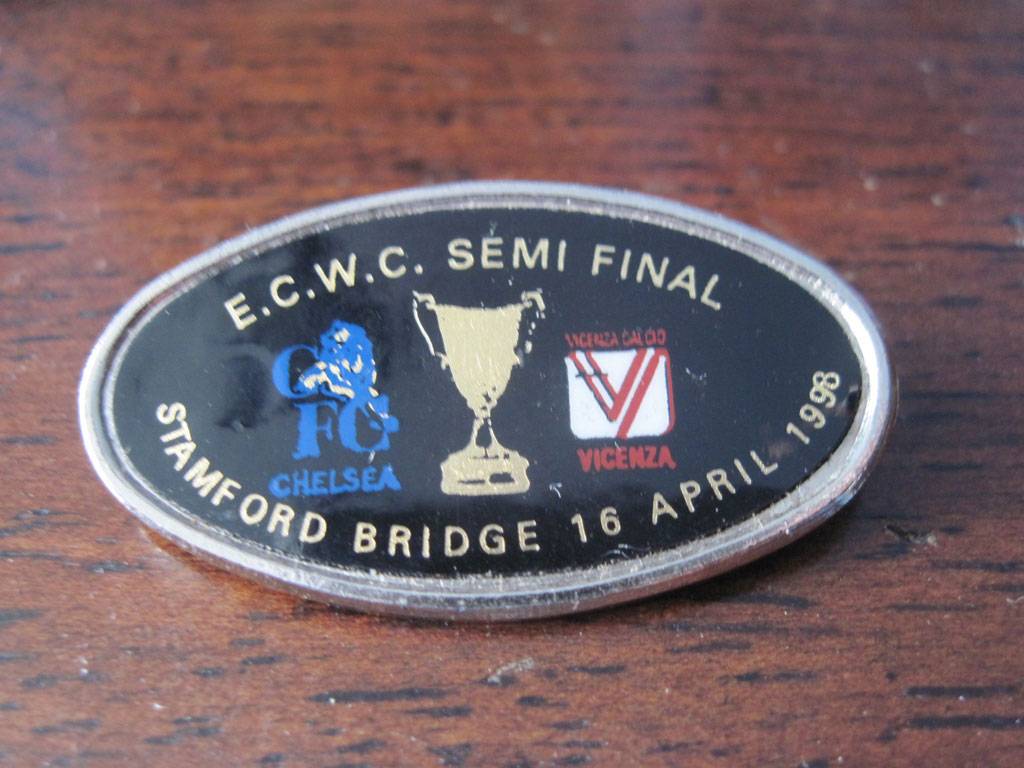 E.C.W.C. SEMI FINAL
CFC
CHELSEA
VICENZA CALCIO
VICENZA
STAMFORD BRIDGE 16 APRIL 1998